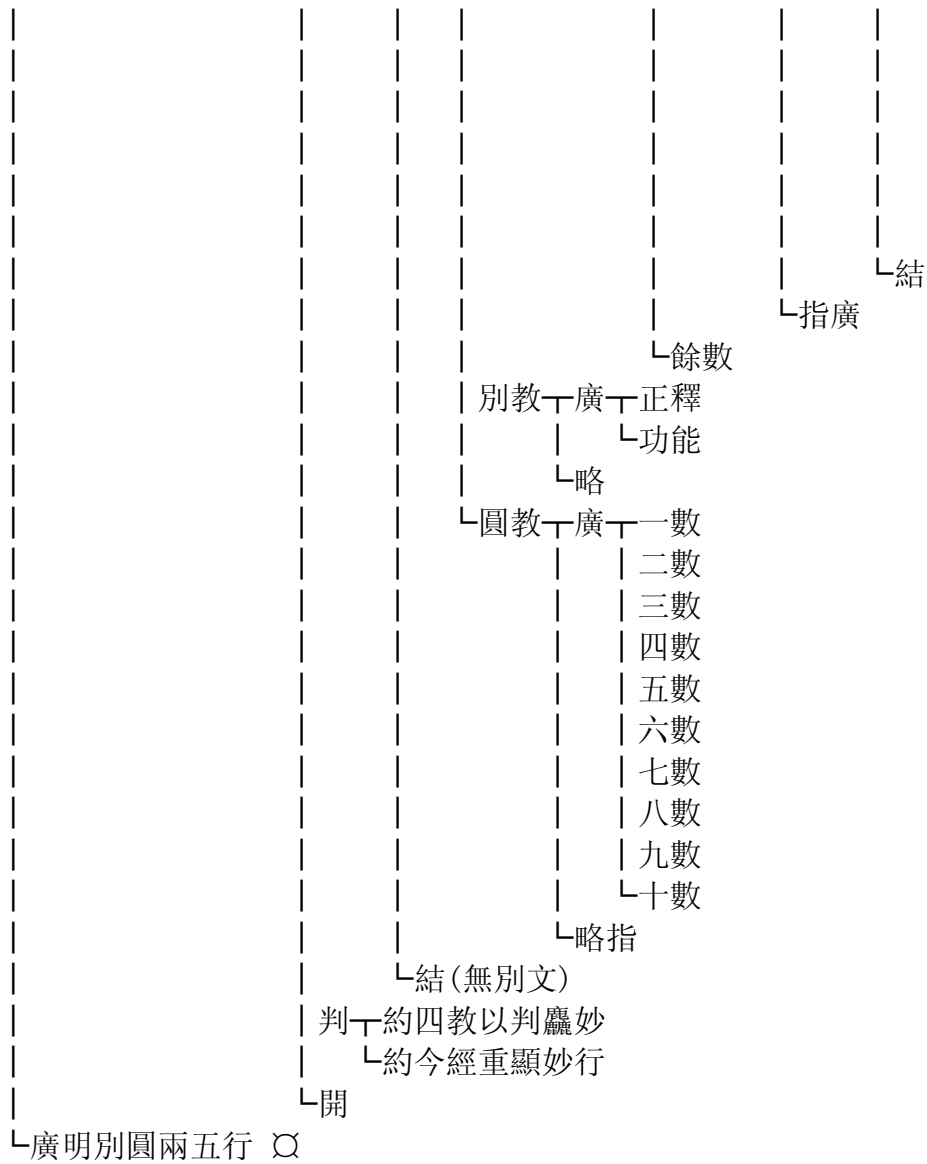 結
指廣
餘數
別教 廣 正釋
功能
略
圓教 廣 一數
二數
三數
四數
五數
六數
七數
八數
九數
十數
略指
結(無別文)
判 約四教以判麤妙
約今經重顯妙行
開
廣明別圓兩五行 ¤